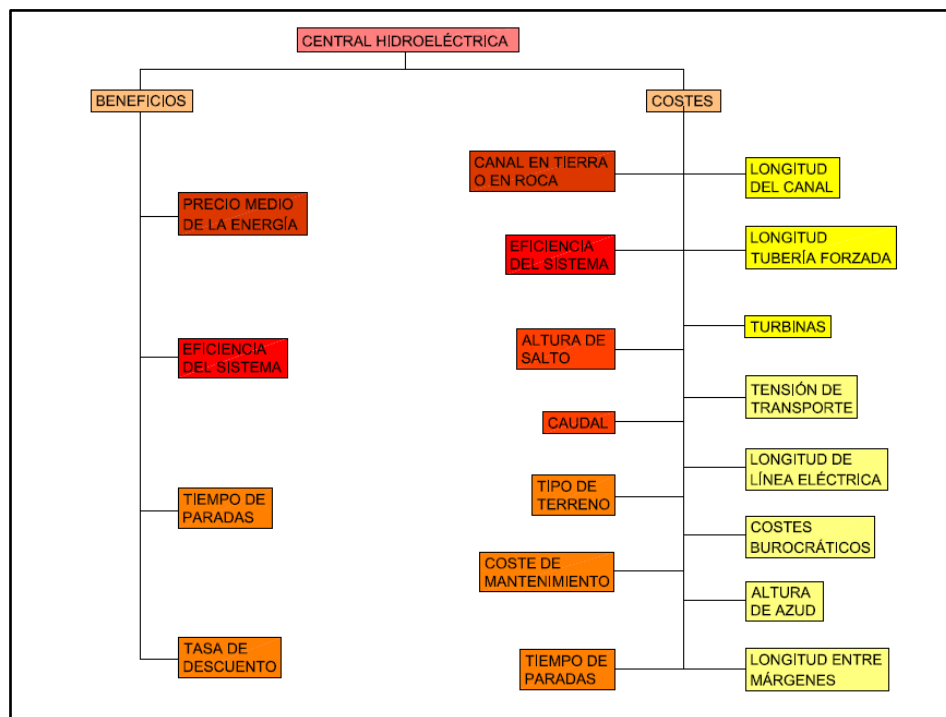 CENTRAL HIDROELÉCTRICA
BENEFICIOS
COSTES
PRECIO MEDIO
DE LA ENERGÍA
EFICIENCIA
DEL SISTEMA
TIEMPO DE
PARADAS
TASA DE
DESCUENTO
CANAL EN TIERRA
O EN ROCA
EFICIENCIA
DEL SISTEMA
ALTURA DE
SALTO
CAUDAL
TIPO DE
TERRENO
COSTE DE
MANTENIMIENTO
TIEMPO DE
PARADAS
LONGITUD
DEL CANAL
LONGITUD
TUBERÍA FORZADA
TURBINAS
TENSIÓN DE
TRANSPORTE
LONGITUD DE
LÍNEA ELÉCTRICA
COSTES
BUROCRÁTICOS
ALTURA
DE AZUD
LONGITUD ENTRE
MÁRGENES